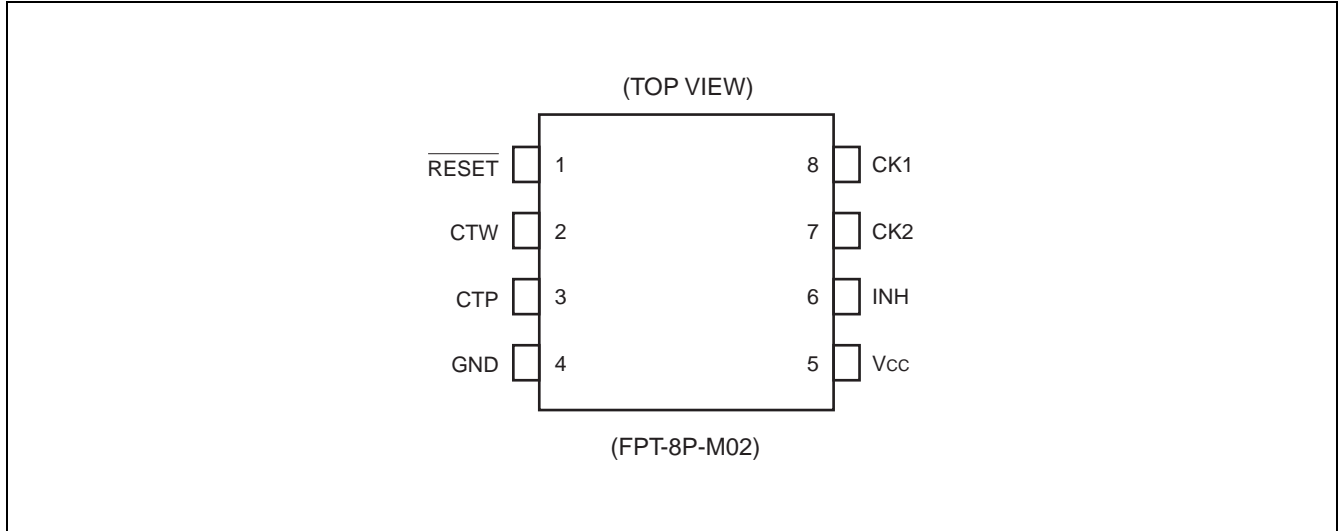 (TOP VIEW)
RESET 1 8 CK1
CTW 2 7 CK2
CTP 3 6 INH
GND 4 5 VCC
(FPT-8P-M02)